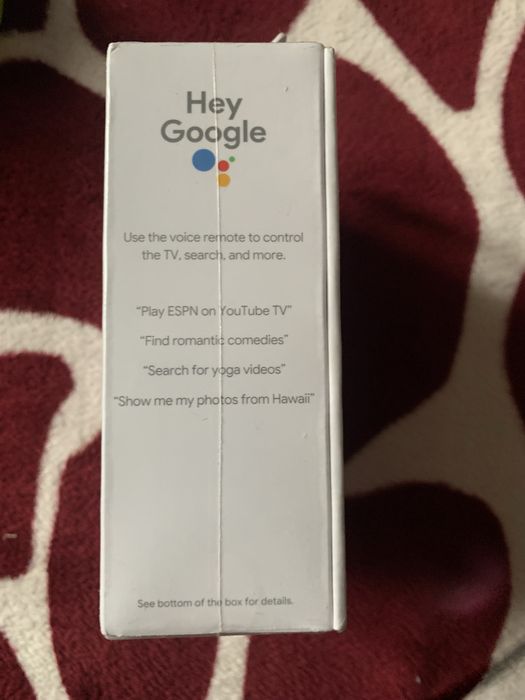 Hey
Google
Use the voice remote to control
the TV, search, and more.
"Play ESPN on YouTube TV"
"Find romantic comedies"
"Search for yoga videos"
"Show me my photos from Hawaii"
See bottom of the box for details.